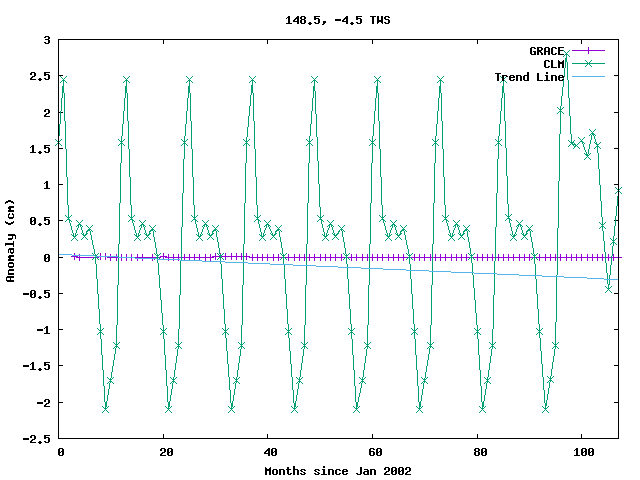 148.5, -4.5 TWS
GRACE
CLM
Trend Line
3
2.5
2
1.5
1
0.5
0
-0.5
-1
-1.5
-2
-2.5
Anomaly (cm)
0 20 40 60 80 100
Months since Jan 2002